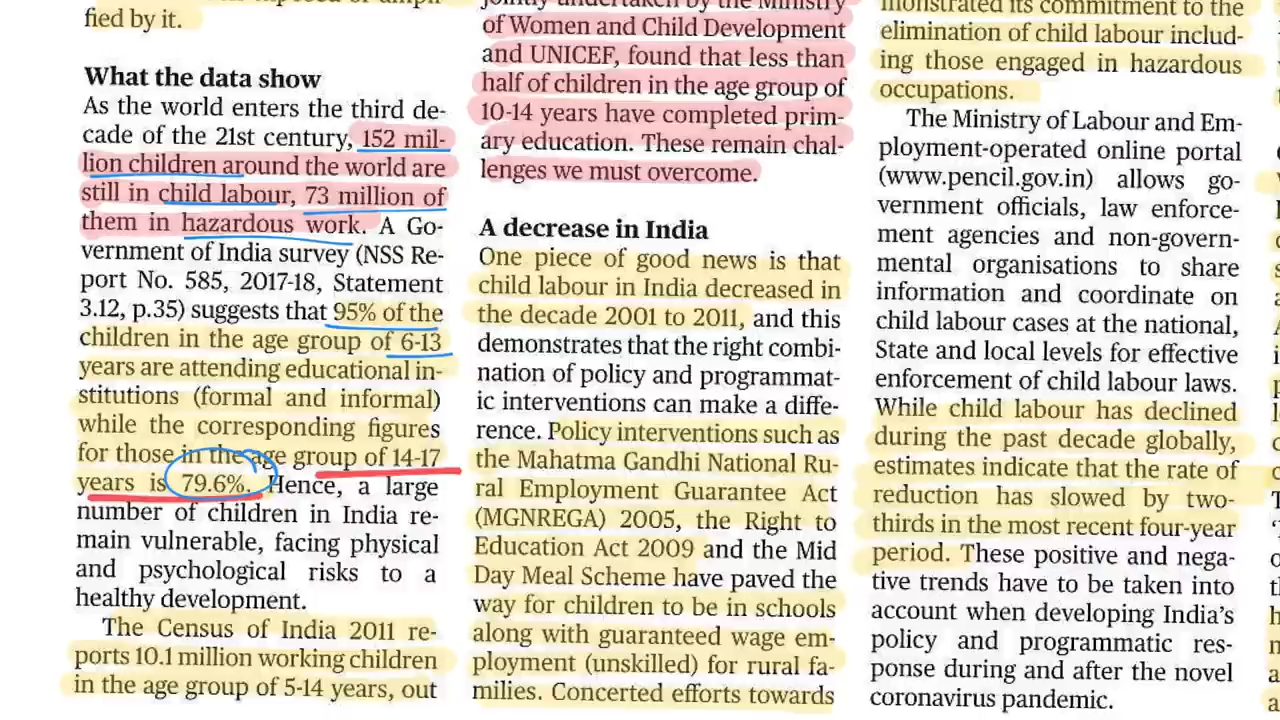 fied by it.
What the data show
As the world enters the third de-
cade of the 21st century, 152 mil-
lion children around the world are
still in child labour, 73 million of
them in hazardous work. A Go-
vernment of India survey (NSS Re-
port No. 585, 2017-18, Statement
3.12, p.35) suggests that 95% of the
children in the age group of 6-13
years are attending educational in-
stitutions (formal and informal)
while the corresponding figures
for those in the age group of 14-17
years is 79.6%. Hence, a large
number of children in India re-
main vulnerable, facing physical
and psychological risks to a
healthy development.
The Census of India 2011 re-
ports 10.1 million working children
in the age group of 5-14 years, out
jointly undertaken by the Ministry
of Women and Child Development
and UNICEF, found that less than
half of children in the age group of
10-14 years have completed prim-
ary education. These remain chal-
lenges we must overcome.
A decrease in India
One piece of good news is that
child labour in India decreased in
the decade 2001 to 2011, and this
demonstrates that the right combi-
nation of policy and programmat-
ic interventions can make a diffe-
rence. Policy interventions such as
the Mahatma Gandhi National Ru-
ral Employment Guarantee Act
(MGNREGA) 2005, the Right to
Education Act 2009 and the Mid
Day Meal Scheme have paved the
way for children to be in schools
along with guaranteed wage em-
ployment (unskilled) for rural fa-
milies. Concerted efforts towards
monstrated its commitment to the
elimination of child labour includ-
ing those engaged in hazardous
occupations.
The Ministry of Labour and Em-
ployment-operated online portal
(www.pencil.gov.in) allows go-
vernment officials, law enforce-
ment agencies and non-govern-
mental organisations to share
information and coordinate on
child labour cases at the national,
State and local levels for effective
enforcement of child labour laws.
While child labour has declined
during the past decade globally,
estimates indicate that the rate of
reduction has slowed by two-
thirds in the most recent four-year
period. These positive and nega-
tive trends have to be taken into
account when developing India's
policy and programmatic res-
ponse during and after the novel
coronavirus pandemic.